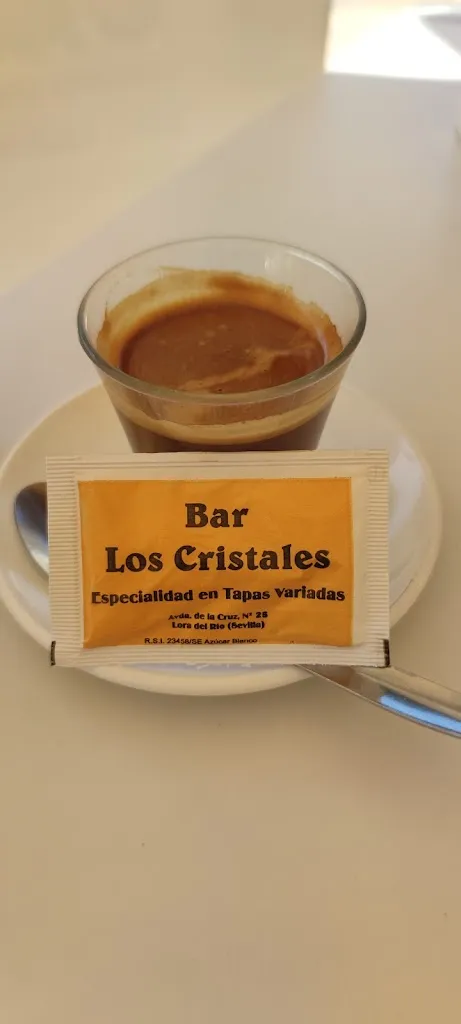 Bar
Los Cristales
Especialidad en Tapas Variadas
Avda. de la Cruz, Nº 25
Lora del Río (Sevilla)
R.S.I. 23458/SE Azúcar Blanco